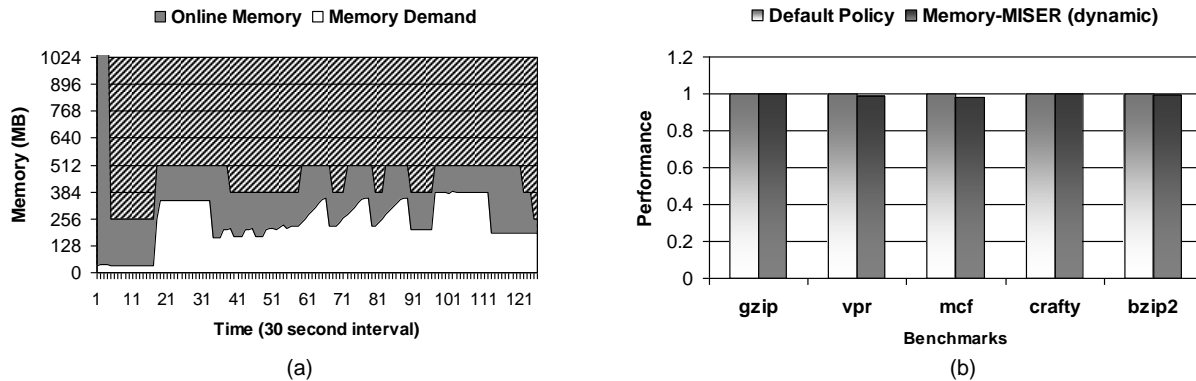 Online Memory Memory Demand
1024
896
768
640
512
384
256
128
0
Memory (MB)
1 11 21 31 41 51 61 71 81 91 101 111 121
Time (30 second interval)
(a)
Default Policy Memory-MISER (dynamic)
1.2
1
0.8
0.6
0.4
0.2
0
Performance
gzip vpr mcf crafty bzip2
Benchmarks
(b)